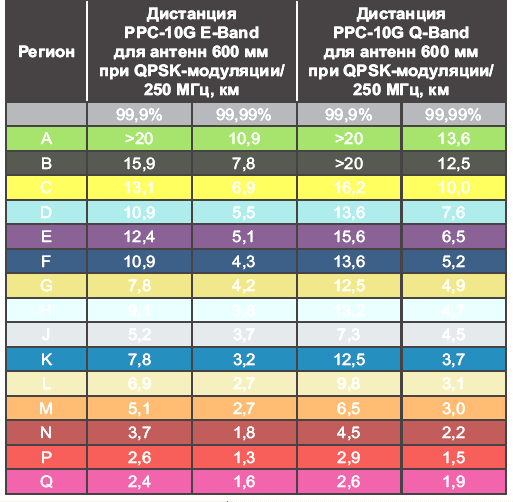 Регион
Дистанция
PPC-10G E-Band
для антенн 600 мм
при QPSK-модуляции/
250 МГц, км
Дистанция
PPC-10G Q-Band
для антенн 600 мм
при QPSK-модуляции/
250 МГц, км
99,9% 99,99% 99,9% 99,99%
A >20 10,9 >20 13,6
B 15,9 7,8 >20 12,5
C 13,1 6,9 16,2 10,0
D 10,9 5,5 13,6 7,6
E 12,4 5,1 15,6 6,5
F 10,9 4,3 13,6 5,2
G 7,8 4,2 12,5 4,9
H
J 5,2 3,7 7,3 4,5
K 7,8 3,2 12,5 3,7
L 6,9 2,7 9,8 3,1
M 5,1 2,7 6,5 3,0
N 3,7 1,8 4,5 2,2
P 2,6 1,3 2,9 1,5
Q 2,4 1,6 2,6 1,9